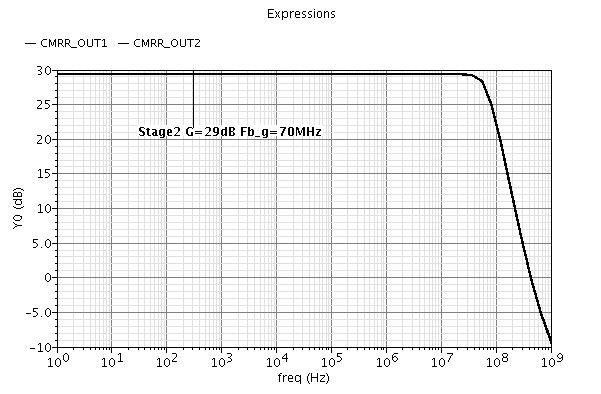 Expressions
— CMRR_OUT1 — CMRR_OUT2
30
25
20
15
10
5.0
0
-5.0
-10
Y0 (dB)
Stage2 G=29dB Fb_g=70MHz
10^0 10^1 10^2 10^3 10^4 10^5 10^6 10^7 10^8 10^9
freq (Hz)